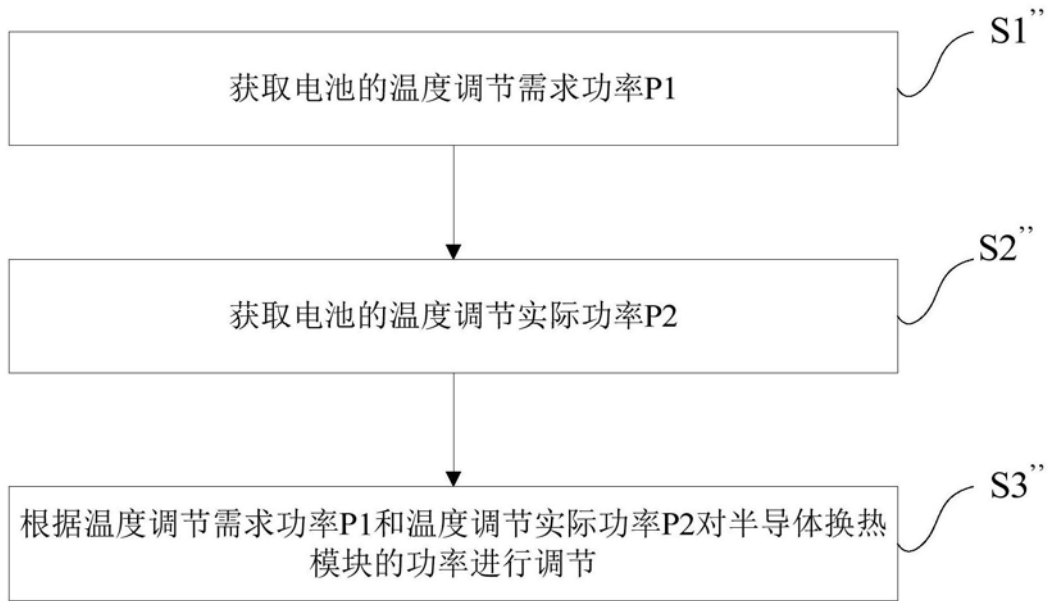 S1’’
获取电池的温度调节需求功率P1
S2’’
获取电池的温度调节实际功率P2
S3’’
根据温度调节需求功率P1和温度调节实际功率P2对半导体换热
模块的功率进行调节